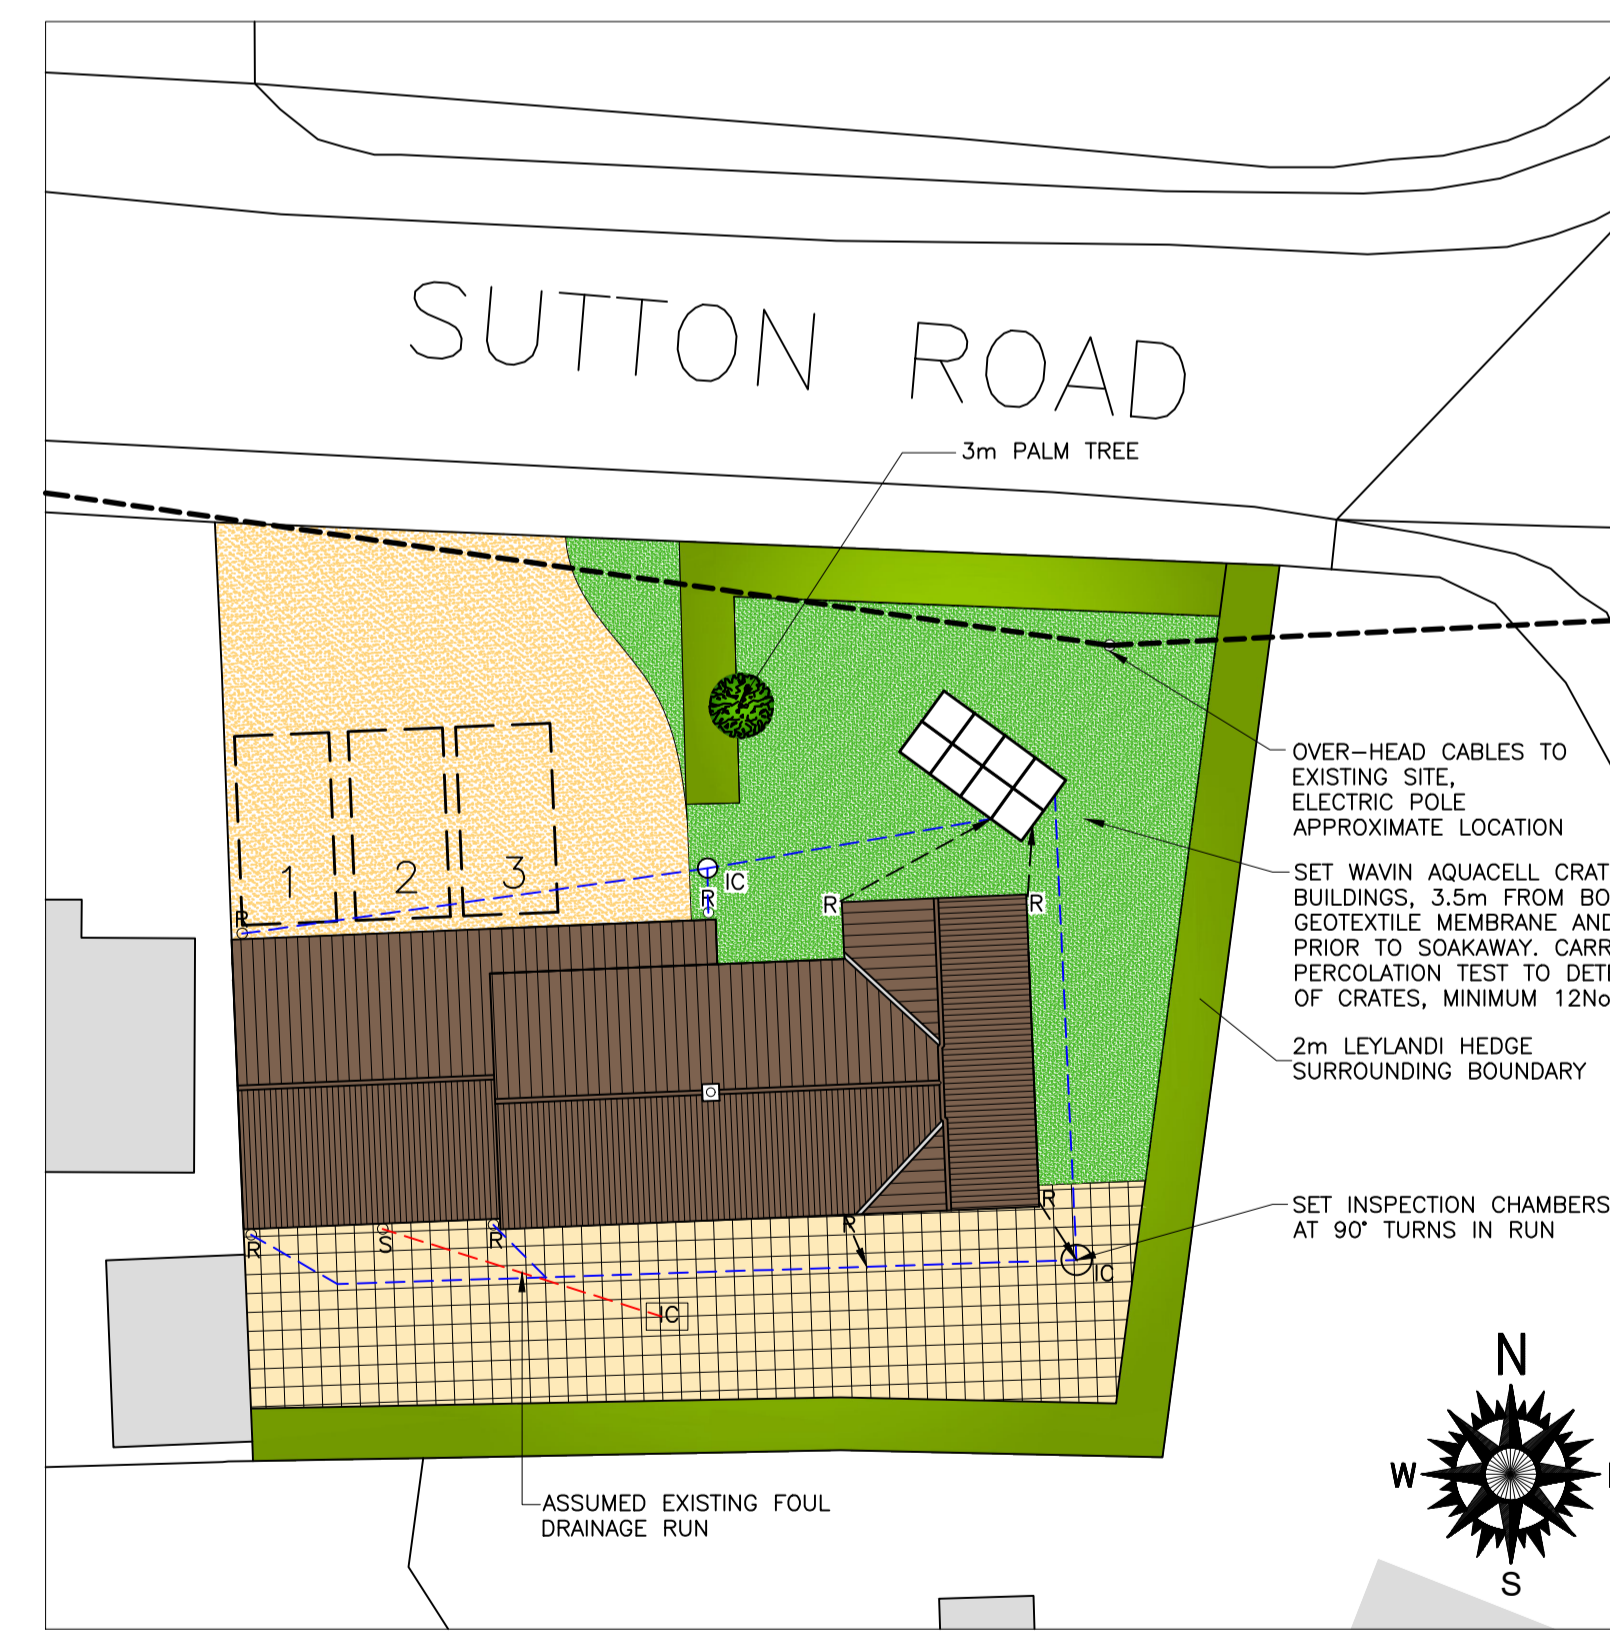 SUTTON ROAD
3m PALM TREE
OVER-HEAD CABLES TO
EXISTING SITE,
ELECTRIC POLE
APPROXIMATE LOCATION
SET WAVIN AQUACELL CRAT
BUILDINGS, 3.5m FROM BO
GEOTEXTILE MEMBRANE AND
PRIOR TO SOAKAWAY. CARR
PERCOLATION TEST TO DET
OF CRATES, MINIMUM 12No
2m LEYLANDI HEDGE
SURROUNDING BOUNDARY
SET INSPECTION CHAMBERS
AT 90° TURNS IN RUN
1
2
3
R
IC
R
R
R
R
S
R
R
R
IC
IC
ASSUMED EXISTING FOUL
DRAINAGE RUN
N
W
S